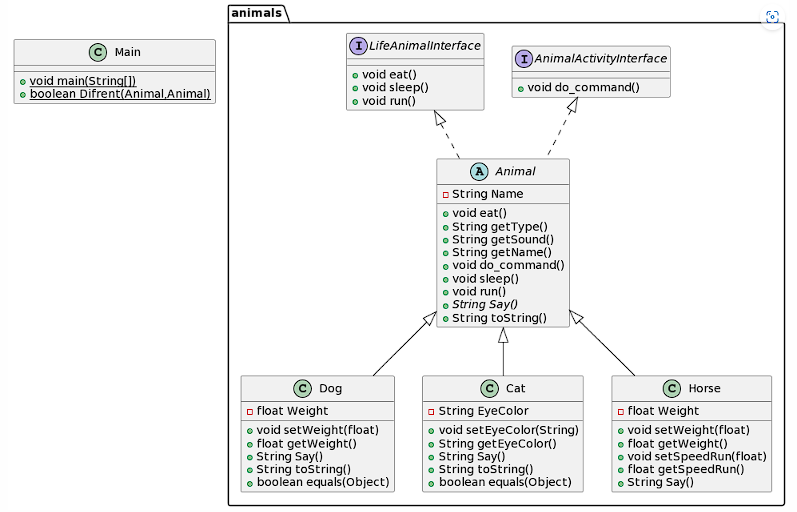 animals
C Main
void main(String[])
boolean Difrent(Animal,Animal)
I LifeAnimalInterface
void eat()
void sleep()
void run()
I AnimalActivityInterface
void do_command()
A Animal
String Name
void eat()
String getType()
String getSound()
String getName()
void do_command()
void sleep()
void run()
String Say()
String toString()
C Dog
float Weight
void setWeight(float)
float getWeight()
String Say()
String toString()
boolean equals(Object)
C Cat
String EyeColor
void setEyeColor(String)
String getEyeColor()
String Say()
String toString()
boolean equals(Object)
C Horse
float Weight
void setWeight(float)
float getWeight()
void setSpeedRun(float)
float getSpeedRun()
String Say()